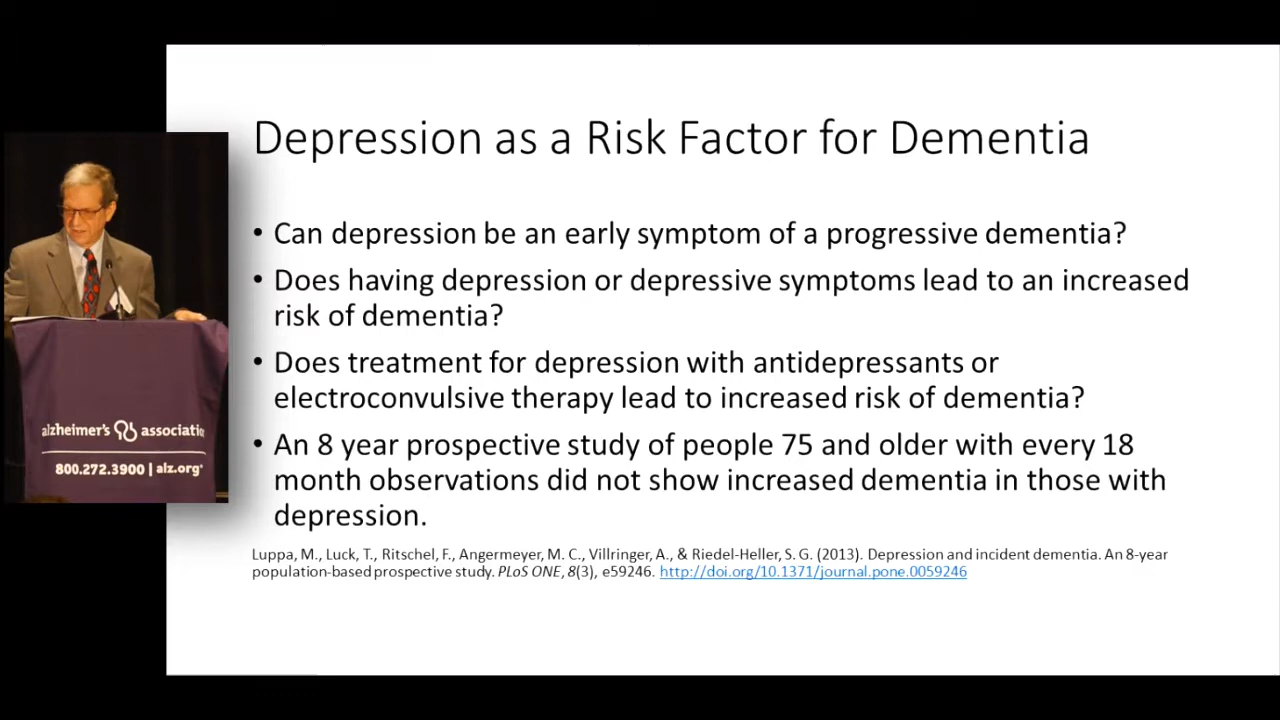 Depression as a Risk Factor for Dementia
• Can depression be an early symptom of a progressive dementia?
• Does having depression or depressive symptoms lead to an increased
risk of dementia?
• Does treatment for depression with antidepressants or
electroconvulsive therapy lead to increased risk of dementia?
• An 8 year prospective study of people 75 and older with every 18
month observations did not show increased dementia in those with
depression.
Luppa, M., Luck, T., Ritschel, F., Angermeyer, M. C., Villringer, A., & Riedel-Heller, S. G. (2013). Depression and incident dementia. An 8-year
population-based prospective study. PLoS ONE, 8(3), e59246. http://doi.org/10.1371/journal.pone.0059246
alzheimer's associatio
800.272.3900 | alz.org®